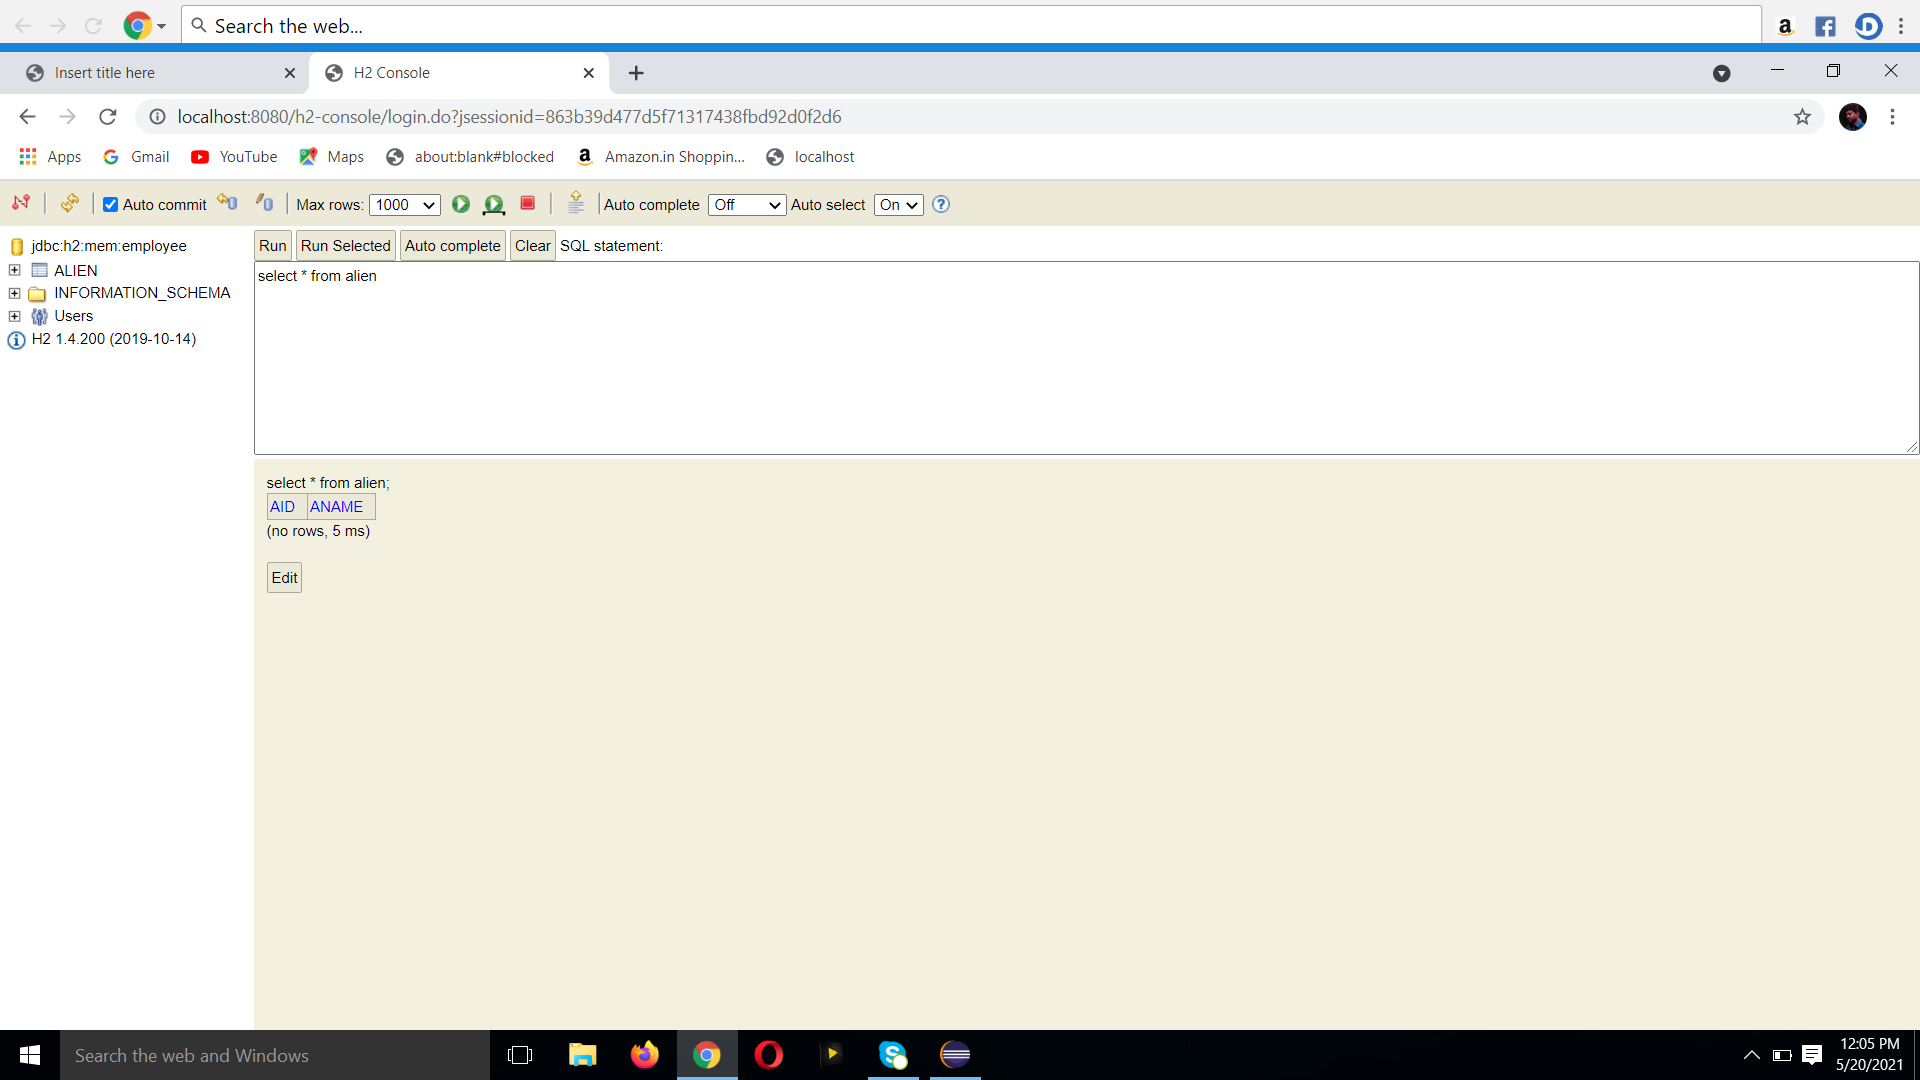 Search the web...
Insert title here
H2 Console
localhost:8080/h2-console/login.do?jsessionid=863b39d477d5f71317438fbd92d0f2d6
Apps Gmail YouTube Maps about:blank#blocked Amazon.in Shoppin... localhost
Auto commit Max rows: 1000 Auto complete Off Auto select On
jdbc:h2:mem:employee
ALIEN
INFORMATION_SCHEMA
Users
H2 1.4.200 (2019-10-14)
Run Run Selected Auto complete Clear SQL statement:
select * from alien
select * from alien;
AID ANAME
(no rows, 5 ms)
Edit
Search the web and Windows
12:05 PM
5/20/2021